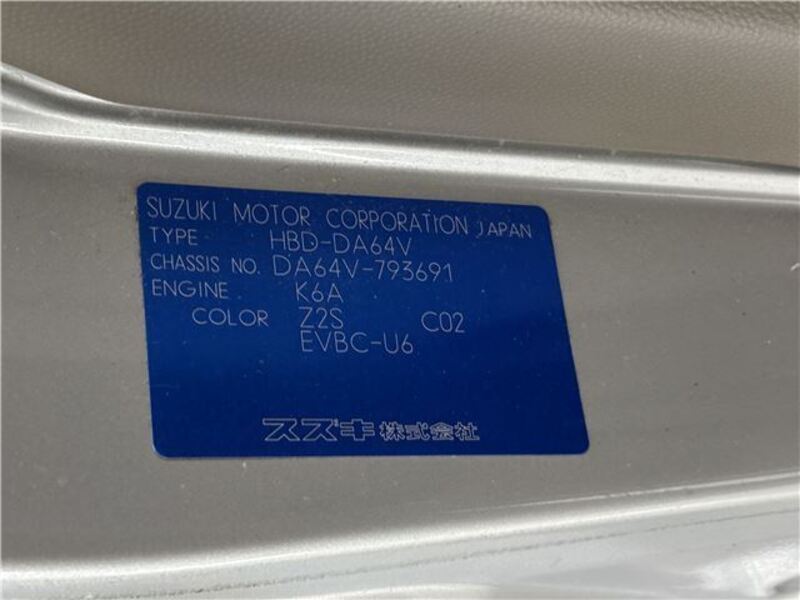 SUZUKI MOTOR CORPORATION JAPAN
TYPE HBD-DA64V
CHASSIS NO. DA64V-793691
ENGINE K6A
COLOR Z2S C02
EVBC-U6
スズキ株式会社